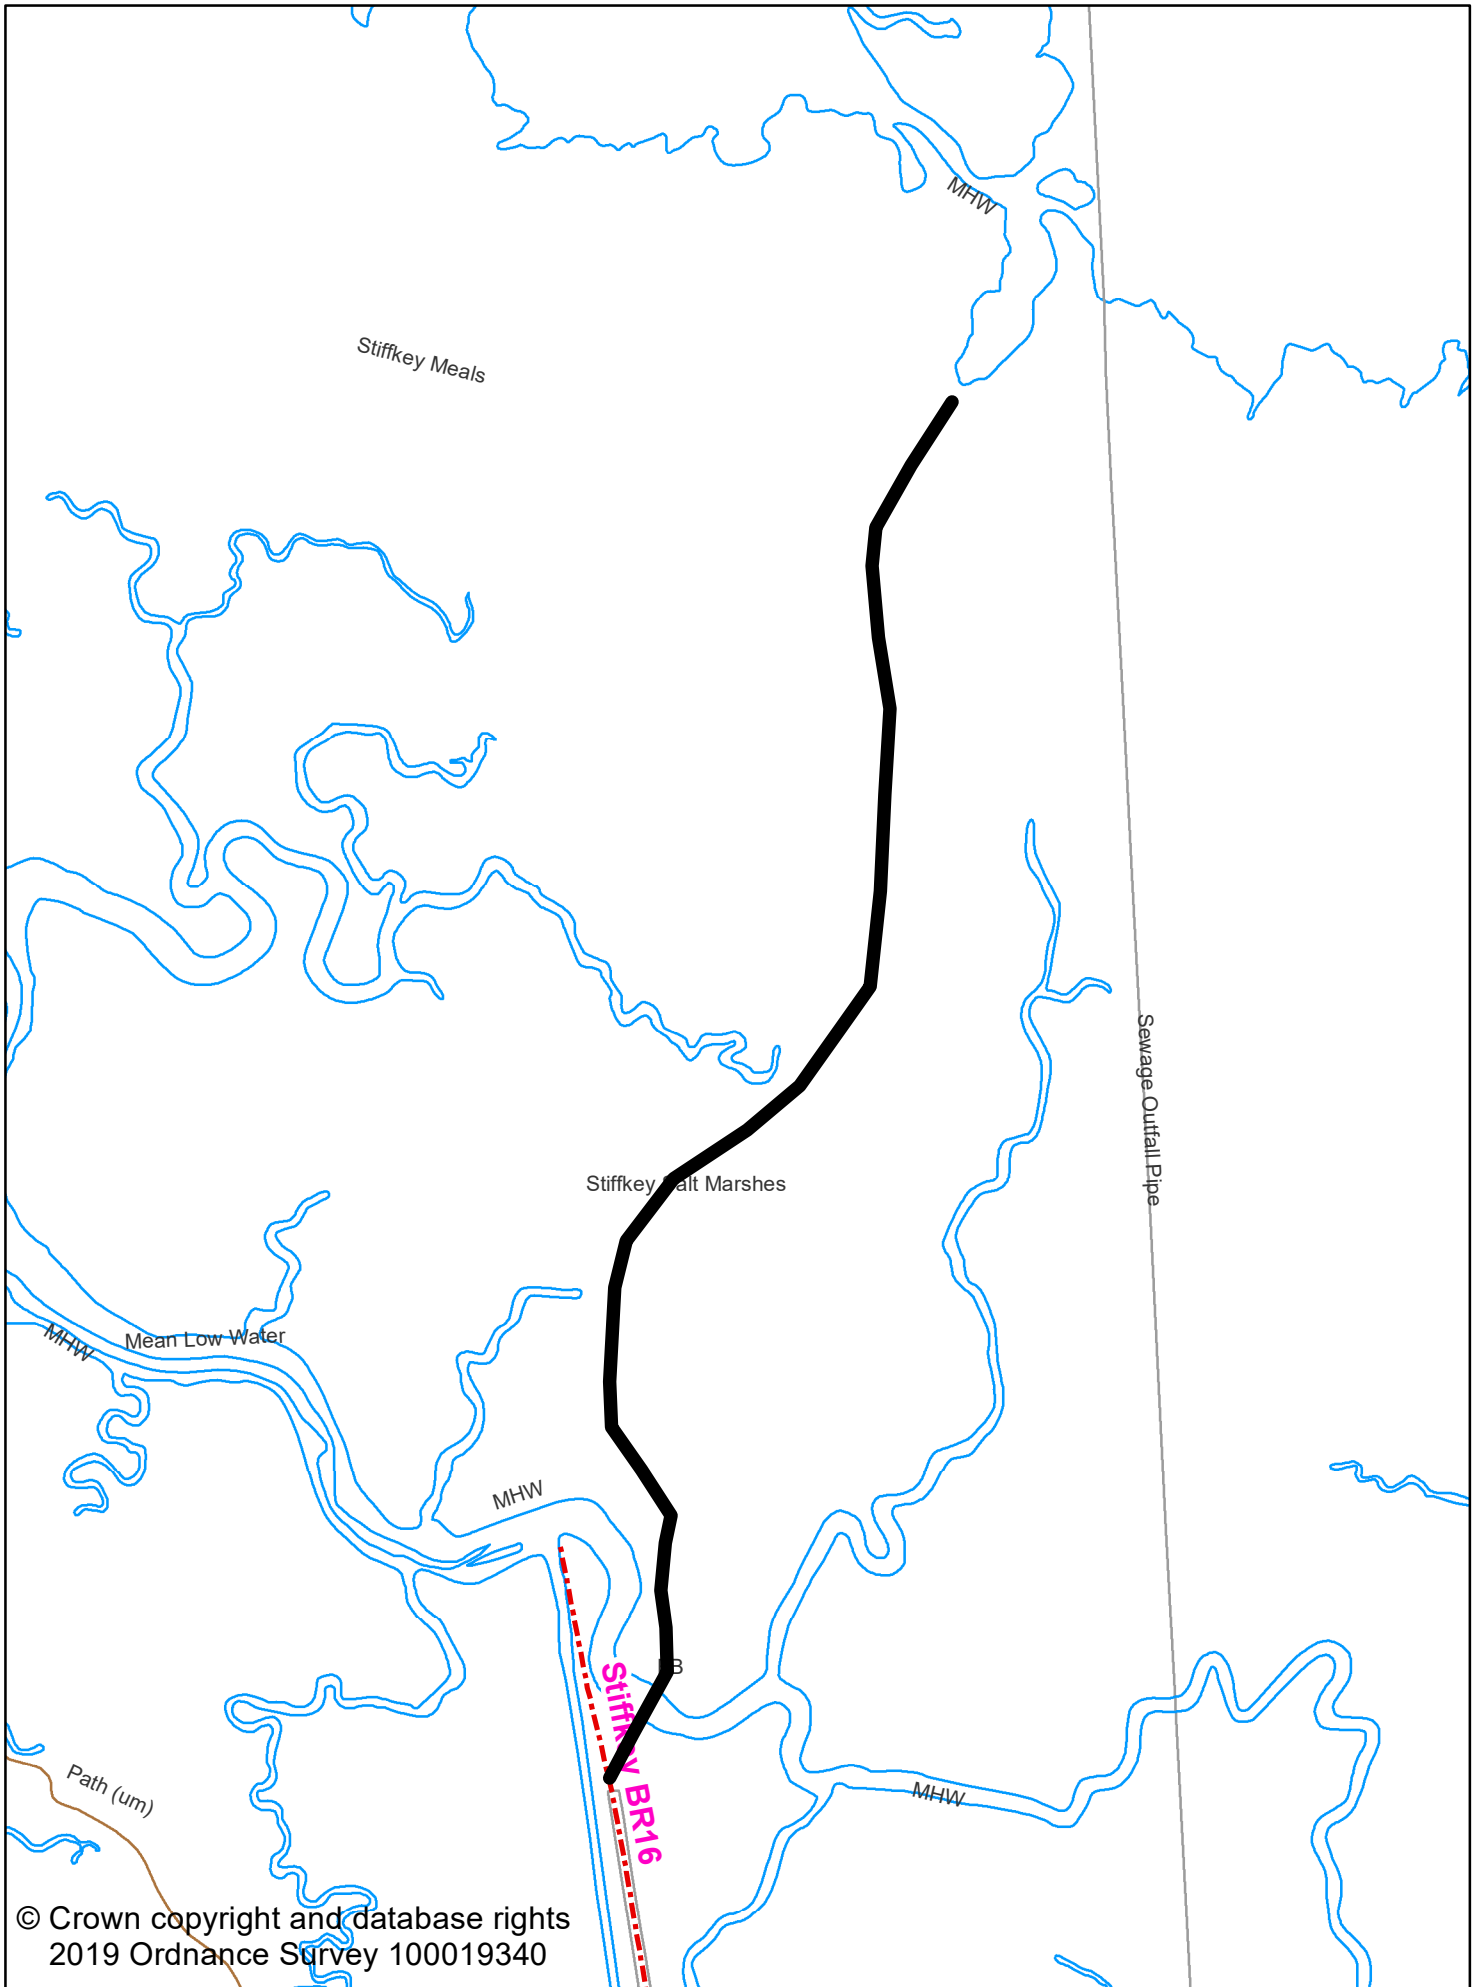 MHW
Stiffkey Meals
Sewage Outfall Pipe
Stiffkey Salt Marshes
MHW
Mean Low Water
MHW
Stiffkey BR16
MHW
Path (um)
© Crown copyright and database rights
2019 Ordnance Survey 100019340